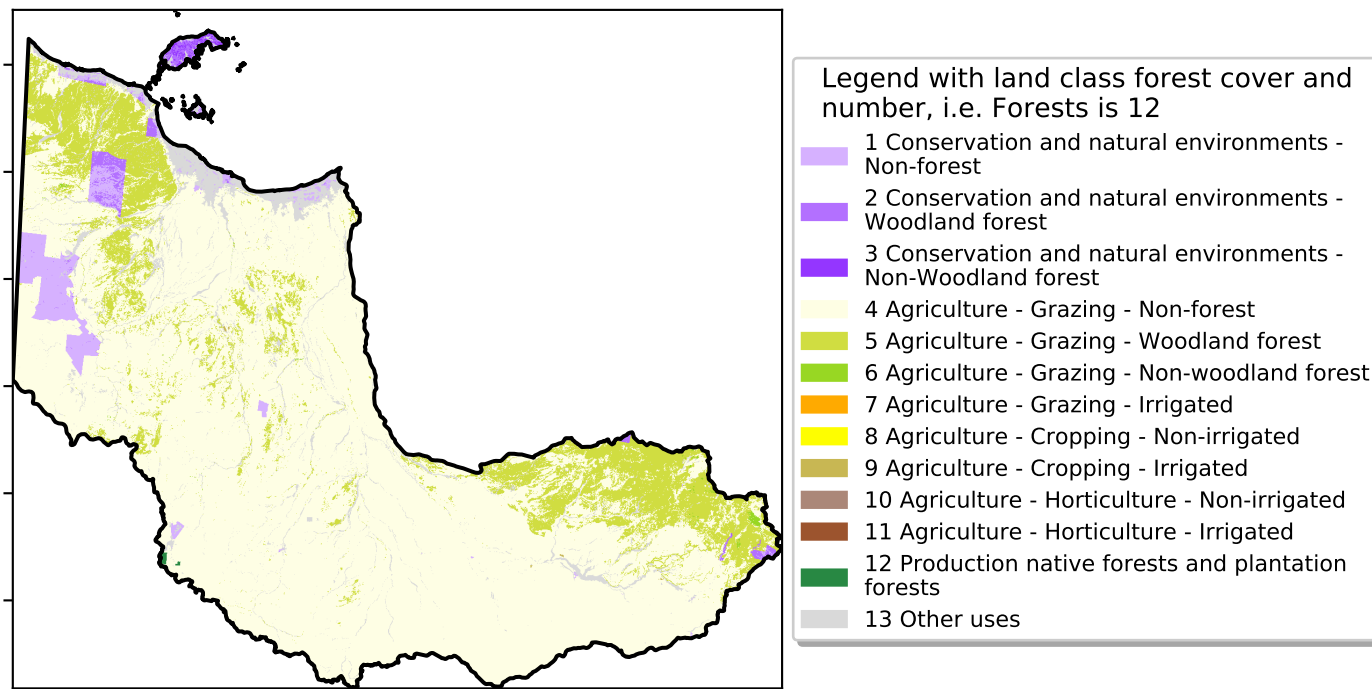 Legend with land class forest cover and
number, i.e. Forests is 12
1 Conservation and natural environments -
Non-forest
2 Conservation and natural environments -
Woodland forest
3 Conservation and natural environments -
Non-Woodland forest
4 Agriculture - Grazing - Non-forest
5 Agriculture - Grazing - Woodland forest
6 Agriculture - Grazing - Non-woodland forest
7 Agriculture - Grazing - Irrigated
8 Agriculture - Cropping - Non-irrigated
9 Agriculture - Cropping - Irrigated
10 Agriculture - Horticulture - Non-irrigated
11 Agriculture - Horticulture - Irrigated
12 Production native forests and plantation
forests
13 Other uses